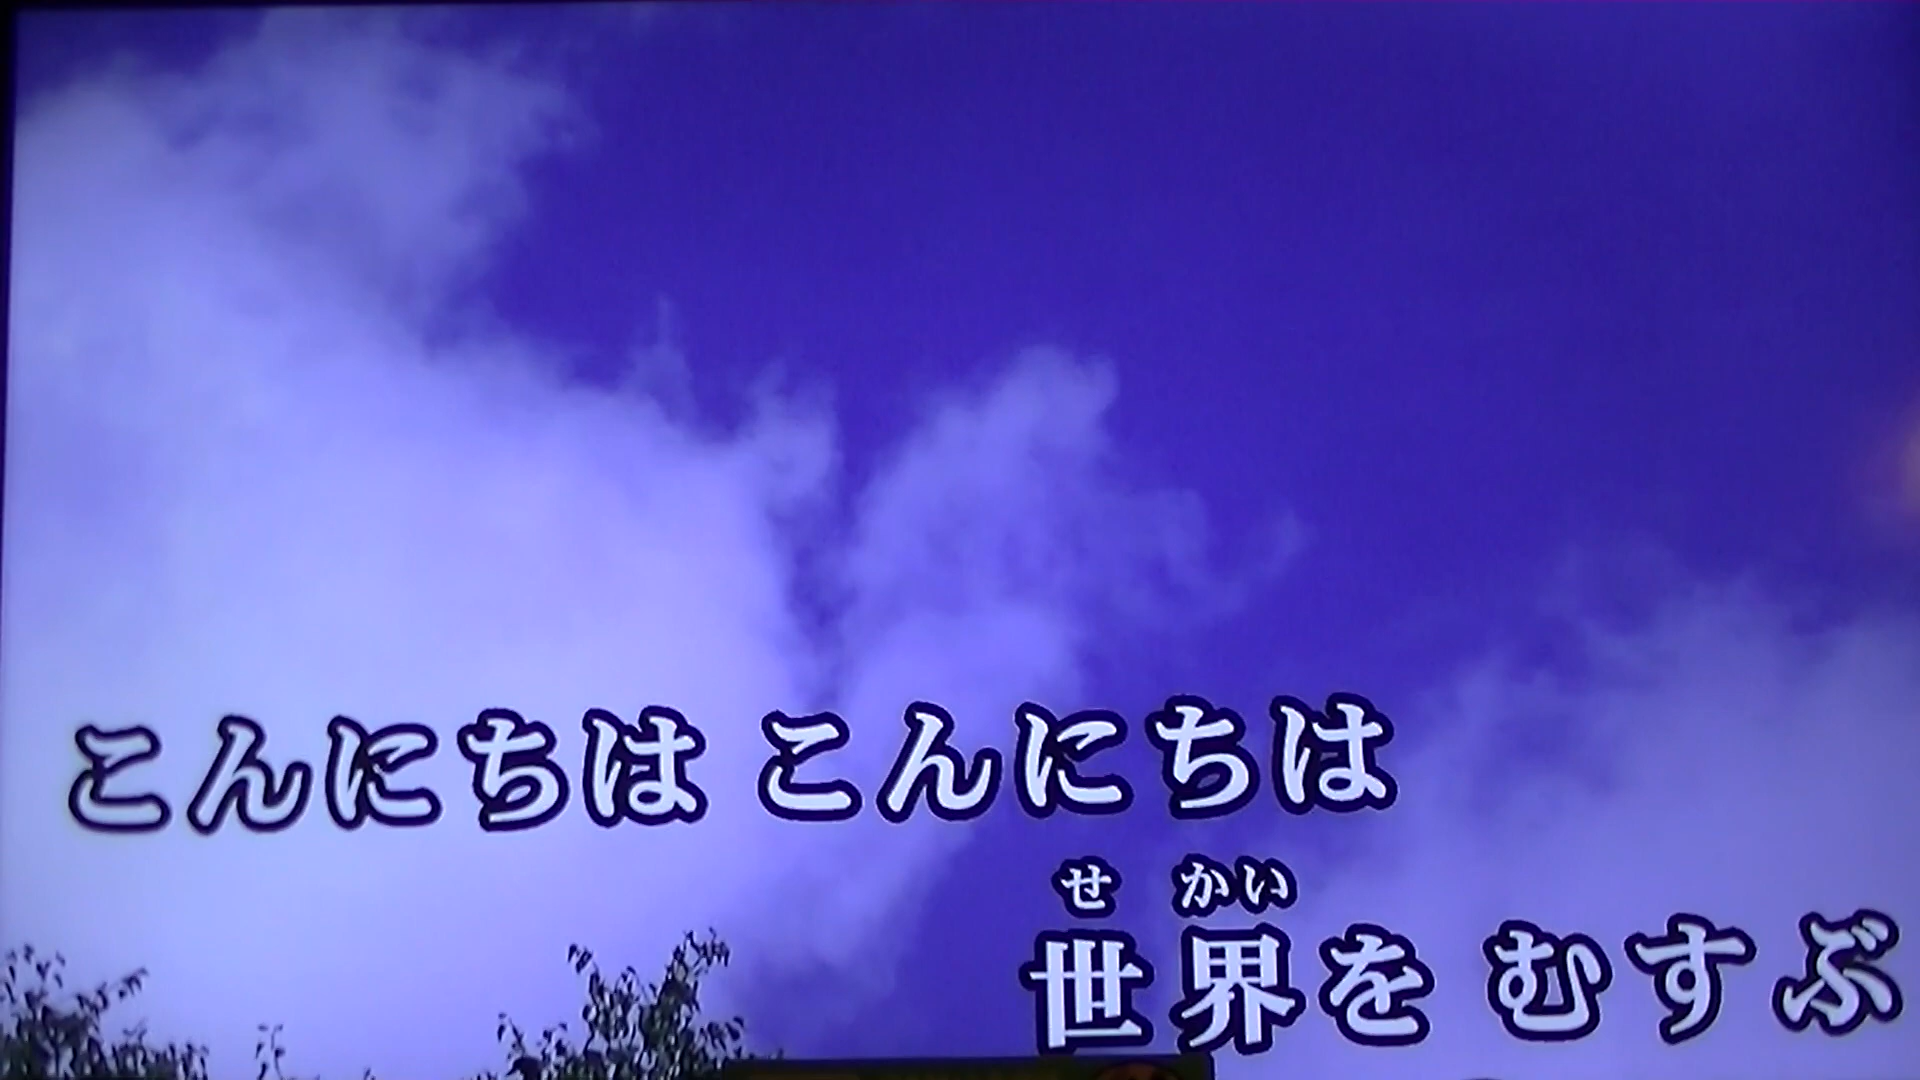 こんにちは こんにちは
せ かい
世界を むすぶ